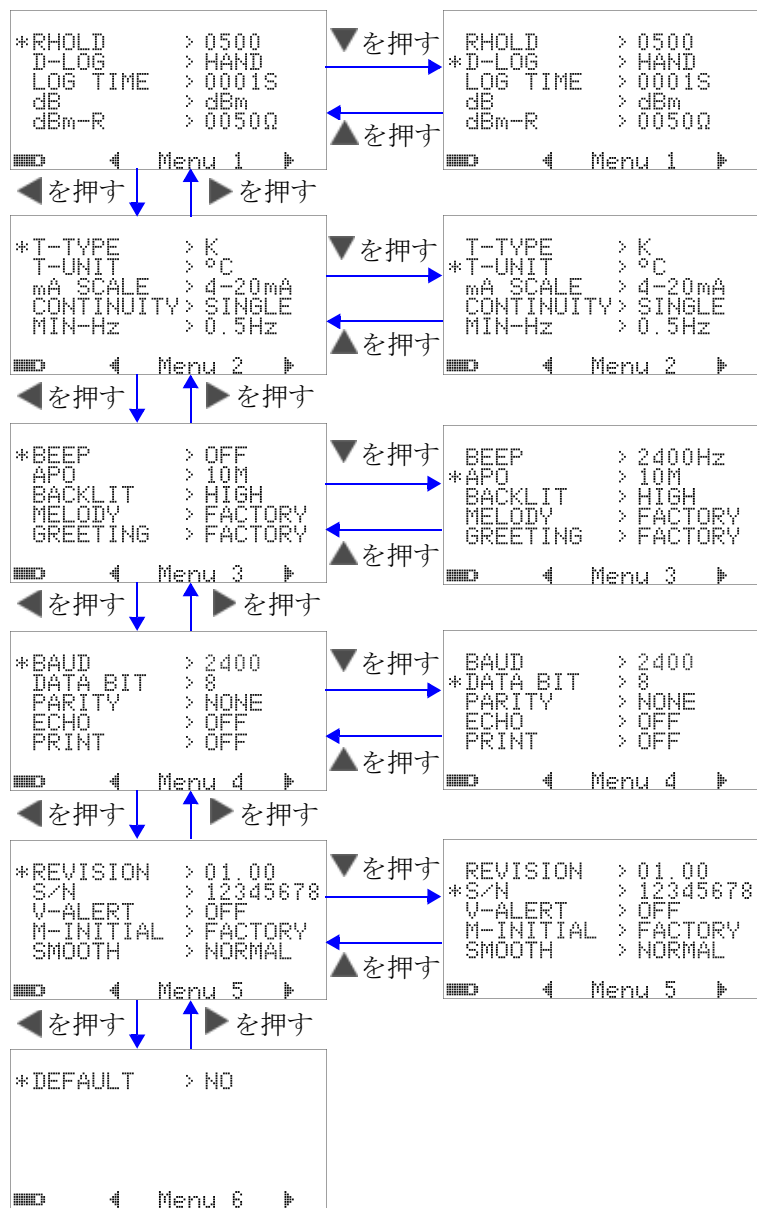 *RHOLD > 0500
D-LOG > HAND
LOG TIME > 0001S
dB > dBm
dBm-R > 0050Ω
Menu 1
▼を押す
▲を押す
RHOLD > 0500
*D-LOG > HAND
LOG TIME > 0001S
dB > dBm
dBm-R > 0050Ω
Menu 1
◀を押す
▶を押す
*T-TYPE > K
T-UNIT > °C
mA SCALE > 4-20mA
CONTINUITY> SINGLE
MIN-Hz > 0.5Hz
Menu 2
▼を押す
▲を押す
T-TYPE > K
*T-UNIT > °C
mA SCALE > 4-20mA
CONTINUITY> SINGLE
MIN-Hz > 0.5Hz
Menu 2
◀を押す
▶を押す
*BEEP > OFF
APO > 10M
BACKLIT > HIGH
MELODY > FACTORY
GREETING > FACTORY
Menu 3
▼を押す
▲を押す
BEEP > 2400Hz
*APO > 10M
BACKLIT > HIGH
MELODY > FACTORY
GREETING > FACTORY
Menu 3
◀を押す
▶を押す
*BAUD > 2400
DATA BIT > 8
PARITY > NONE
ECHO > OFF
PRINT > OFF
Menu 4
▼を押す
▲を押す
BAUD > 2400
*DATA BIT > 8
PARITY > NONE
ECHO > OFF
PRINT > OFF
Menu 4
◀を押す
▶を押す
*REVISION > 01.00
S/N > 12345678
V-ALERT > OFF
M-INITIAL > FACTORY
SMOOTH > NORMAL
Menu 5
▼を押す
▲を押す
REVISION > 01.00
*S/N > 12345678
V-ALERT > OFF
M-INITIAL > FACTORY
SMOOTH > NORMAL
Menu 5
◀を押す
▶を押す
*DEFAULT > NO
Menu 6